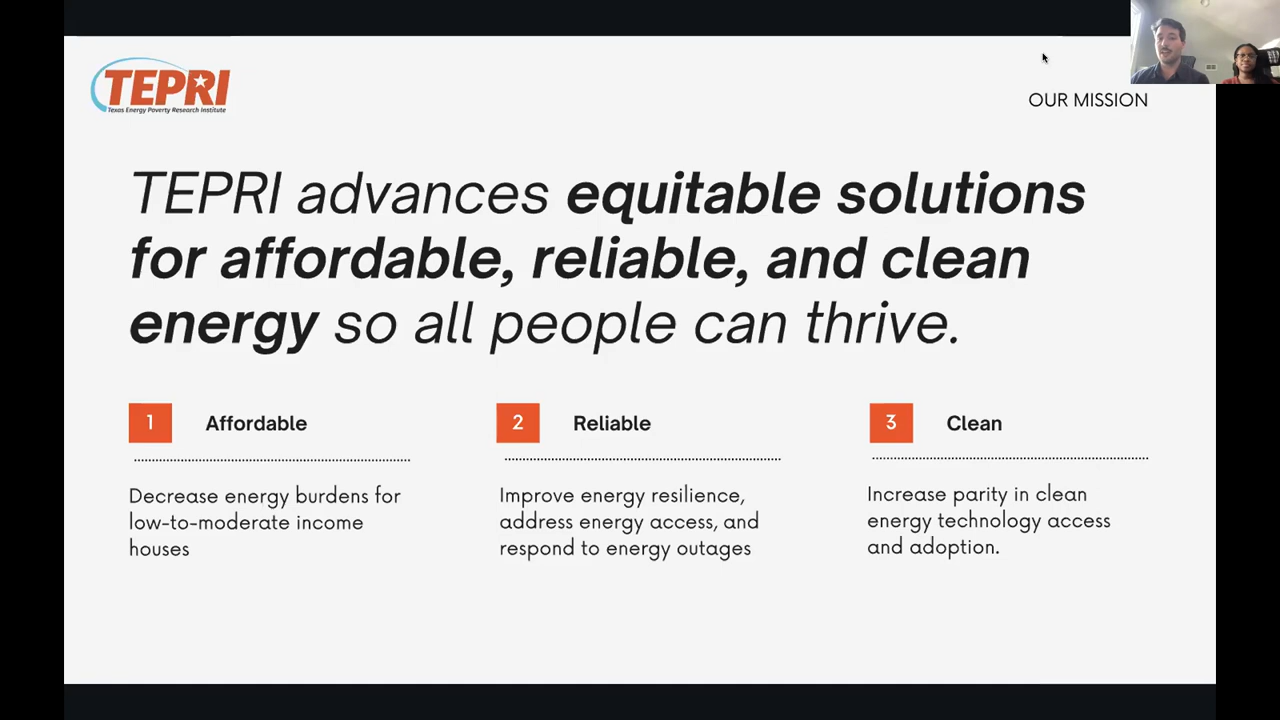 TEPRI
Texas Energy Poverty Research Institute
OUR MISSION
TEPRI advances equitable solutions
for affordable, reliable, and clean
energy so all people can thrive.
1 Affordable
Decrease energy burdens for
low-to-moderate income
houses
2 Reliable
Improve energy resilience,
address energy access, and
respond to energy outages
3 Clean
Increase parity in clean
energy technology access
and adoption.